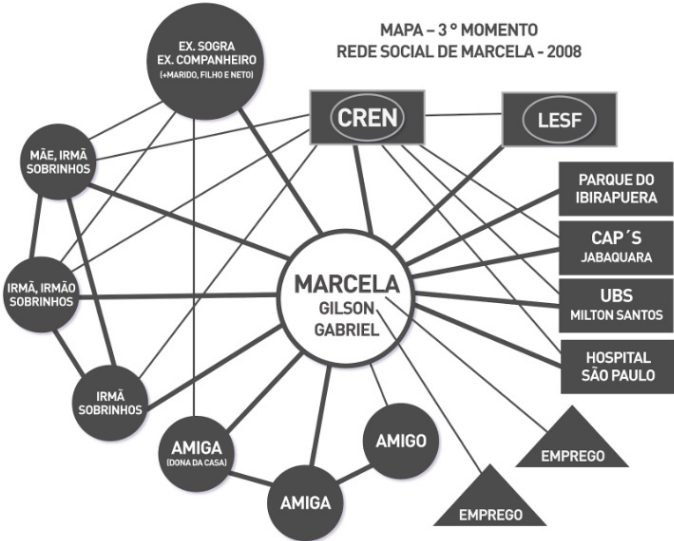 MAPA – 3º MOMENTO
REDE SOCIAL DE MARCELA - 2008
EX. SOGRA
EX. COMPANHEIRO
(+MARIDO, FILHO E NETO)
CREN
LESF
MÃE, IRMÃ
SOBRINHOS
PARQUE DO
IBIRAPUERA
CAP´S
JABAQUARA
IRMÃ, IRMÃO
SOBRINHOS
MARCELA
GILSON
GABRIEL
UBS
MILTON SANTOS
HOSPITAL
SÃO PAULO
IRMÃ
SOBRINHOS
AMIGA
(DONA DA CASA)
AMIGO
AMIGA
EMPREGO
EMPREGO